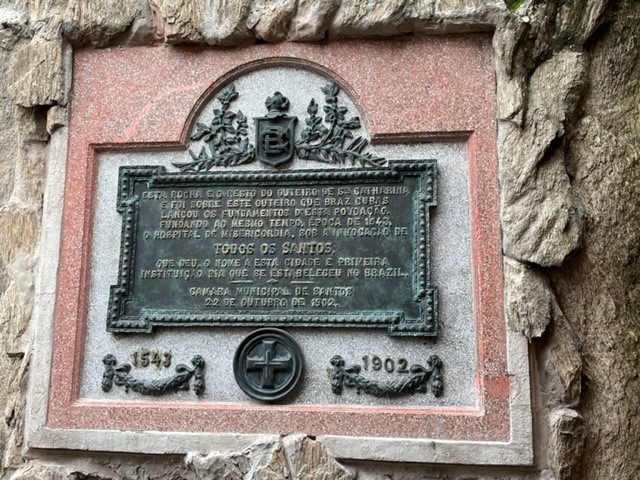 ESTA ROCHA E O RESTO DO OUTEIRO DE Sta CATHARINA
E FOI SOBRE ESTE OUTEIRO QUE BRAZ CUBAS
LANÇOU OS FUNDAMENTOS D'ESTA POVOAÇÃO,
FUNDANDO AO MESMO TEMPO, ÉPOCA DE 1543,
O HOSPITAL DE MISERICORDIA, SOB A INVOCAÇÃO DE
TODOS OS SANTOS,
QUE DEU, O NOME A ESTA CIDADE E PRIMEIRA
INSTITUIÇÃO PIA QUE SE ESTABELECEU NO BRAZIL.
CAMARA MUNICIPAL DE SANTOS
22 DE OUTUBRO DE 1902.
1543
1902